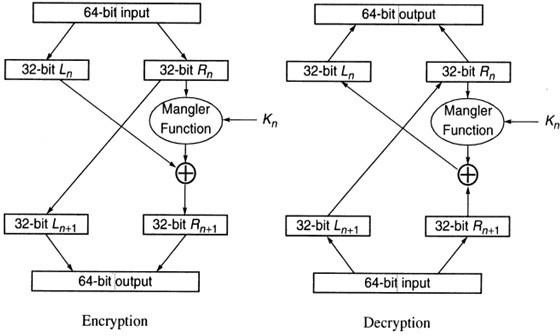 64-bit input
32-bit Ln
32-bit Rn
Mangler
Function
Kn
32-bit Ln+1
32-bit Rn+1
64-bit output
Encryption
64-bit output
32-bit Ln
32-bit Rn
Mangler
Function
Kn
32-bit Ln+1
32-bit Rn+1
64-bit input
Decryption